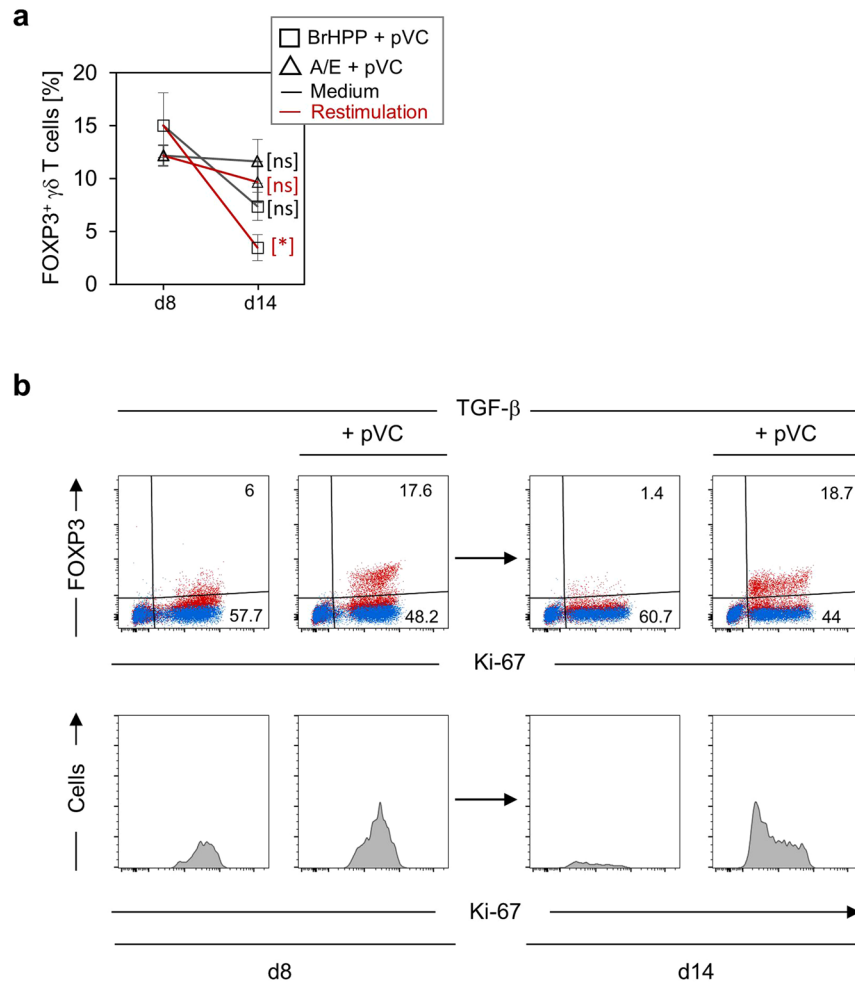 a
BrHPP + pVC
A/E + pVC
Medium
Restimulation
FOXP3⁺ γδ T cells [%]
20
15
10
5
0
[ns]
[ns]
[ns]
[*]
d8 d14
b
TGF-β
+ pVC + pVC
FOXP3
6 17.6 1.4 18.7
57.7 48.2 60.7 44
Ki-67
Cells
Ki-67
d8 d14